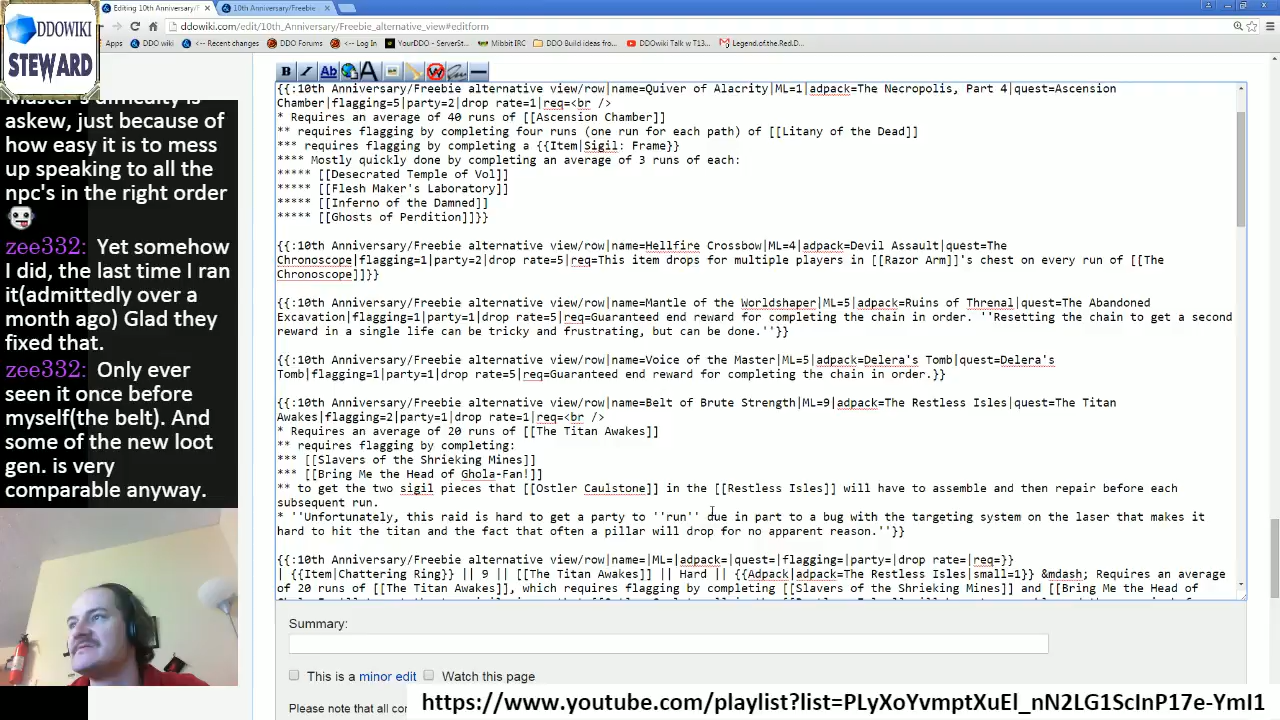 Editing 10th_Anniversary/F
10th_Anniversary/Freebie
DDOWIKI
STEWARD
ddowiki.com/edit/10th_Anniversary/Freebie_alternative_view#editform
Apps DDO wiki <-- Recent changes DDO Forums <-- Log In YourDDO - ServerSt... Mibbit IRC DDO Build ideas fro... DDOwiki Talk w T13... Legend.of.the.Red.D...
askew, just because of
how easy it is to mess
up speaking to all the
npc's in the right order
zee332: Yet somehow
I did, the last time I ran
it(admittedly over a
month ago) Glad they
fixed that.
zee332: Only ever
seen it once before
myself(the belt). And
some of the new loot
gen. is very
comparable anyway.
B I Ab A W
{{:10th Anniversary/Freebie alternative view/row|name=Quiver of Alacrity|ML=1|adpack=The Necropolis, Part 4|quest=Ascension
Chamber|flagging=5|party=2|drop rate=1|req=<br />
* Requires an average of 40 runs of [[Ascension Chamber]]
** requires flagging by completing four runs (one run for each path) of [[Litany of the Dead]]
*** requires flagging by completing a {{Item|Sigil: Frame}}
**** Mostly quickly done by completing an average of 3 runs of each:
***** [[Desecrated Temple of Vol]]
***** [[Flesh Maker's Laboratory]]
***** [[Inferno of the Damned]]
***** [[Ghosts of Perdition]]}}
{{:10th Anniversary/Freebie alternative view/row|name=Hellfire Crossbow|ML=4|adpack=Devil Assault|quest=The
Chronoscope|flagging=1|party=2|drop rate=5|req=This item drops for multiple players in [[Razor Arm]]'s chest on every run of [[The
Chronoscope]]}}
{{:10th Anniversary/Freebie alternative view/row|name=Mantle of the Worldshaper|ML=5|adpack=Ruins of Threnal|quest=The Abandoned
Excavation|flagging=1|party=1|drop rate=5|req=Guaranteed end reward for completing the chain in order. ''Resetting the chain to get a second
reward in a single life can be tricky and frustrating, but can be done.''}}
{{:10th Anniversary/Freebie alternative view/row|name=Voice of the Master|ML=5|adpack=Delera's Tomb|quest=Delera's
Tomb|flagging=1|party=1|drop rate=5|req=Guaranteed end reward for completing the chain in order.}}
{{:10th Anniversary/Freebie alternative view/row|name=Belt of Brute Strength|ML=9|adpack=The Restless Isles|quest=The Titan
Awakes|flagging=2|party=1|drop rate=1|req=<br />
* Requires an average of 20 runs of [[The Titan Awakes]]
** requires flagging by completing:
*** [[Slavers of the Shrieking Mines]]
*** [[Bring Me the Head of Ghola-Fan!]]
** to get the two sigil pieces that [[Ostler Caulstone]] in the [[Restless Isles]] will have to assemble and then repair before each
subsequent run.
* ''Unfortunately, this raid is hard to get a party to ''run'' due in part to a bug with the targeting system on the laser that makes it
hard to hit the titan and the fact that often a pillar will drop for no apparent reason.''}}
{{:10th Anniversary/Freebie alternative view/row|name=|ML=|adpack=|quest=|flagging=|party=|drop rate=|req=}}
| {{Item|Chattering Ring}} || 9 || [[The Titan Awakes]] || Hard || {{Adpack|adpack=The Restless Isles|small=1}} &mdash; Requires an average
of 20 runs of [[The Titan Awakes]], which requires flagging by completing [[Slavers of the Shrieking Mines]] and [[Bring Me the Head of
Summary:
This is a minor edit Watch this page
Please note that all con
https://www.youtube.com/playlist?list=PLyXoYvmptXuEl_nN2LG1ScInP17e-YmI1